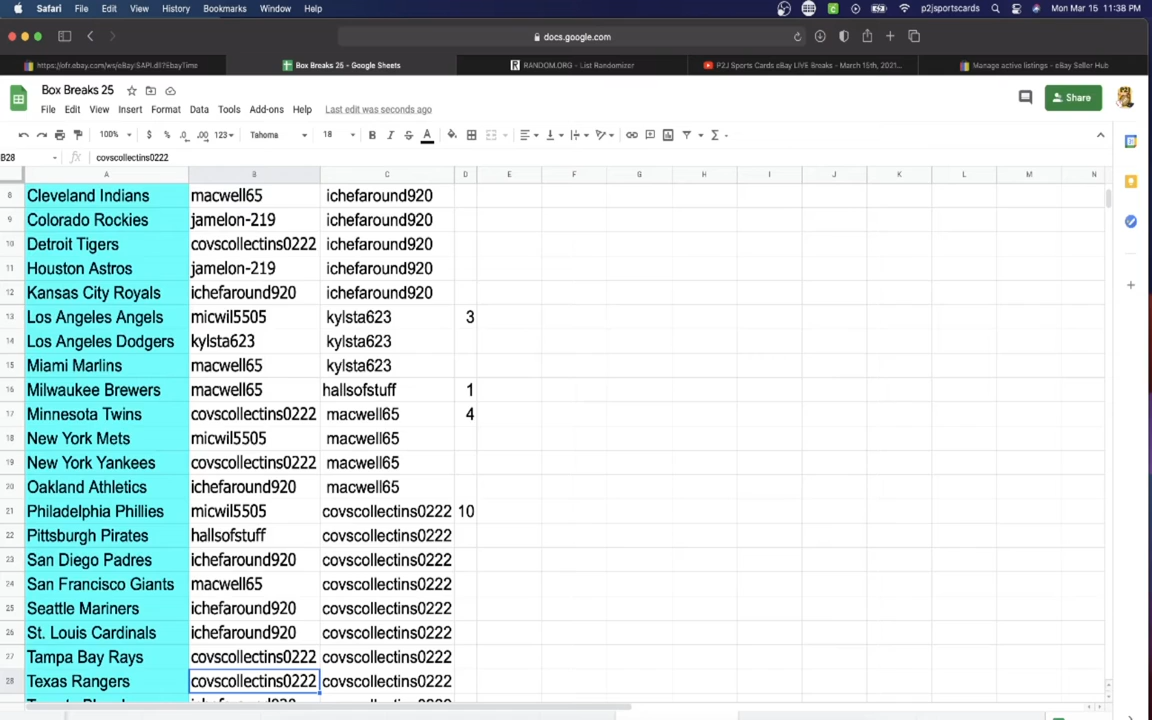 Safari File Edit View History Bookmarks Window Help p2jsportscards Mon Mar 15 11:38 PM
docs.google.com
https://ofr.ebay.com/ws/eBayISAPI.dll?EbayTime Box Breaks 25 - Google Sheets RANDOM.ORG - List Randomizer P2J Sports Cards eBay LIVE Breaks - March 15th, 2021... Manage active listings - eBay Seller Hub
Box Breaks 25
File Edit View Insert Format Data Tools Add-ons Help Last edit was seconds ago Share
100% $ % .0 .00 123 Tahoma 18 B I S A
B28 fx covscollectins0222
A B C D E F G H I J K L M N
8 Cleveland Indians macwell65 ichefaround920
9 Colorado Rockies jamelon-219 ichefaround920
10 Detroit Tigers covscollectins0222 ichefaround920
11 Houston Astros jamelon-219 ichefaround920
12 Kansas City Royals ichefaround920 ichefaround920
13 Los Angeles Angels micwil5505 kylsta623 3
14 Los Angeles Dodgers kylsta623 kylsta623
15 Miami Marlins macwell65 kylsta623
16 Milwaukee Brewers macwell65 hallsofstuff 1
17 Minnesota Twins covscollectins0222 macwell65 4
18 New York Mets micwil5505 macwell65
19 New York Yankees covscollectins0222 macwell65
20 Oakland Athletics ichefaround920 macwell65
21 Philadelphia Phillies micwil5505 covscollectins0222 10
22 Pittsburgh Pirates hallsofstuff covscollectins0222
23 San Diego Padres ichefaround920 covscollectins0222
24 San Francisco Giants macwell65 covscollectins0222
25 Seattle Mariners ichefaround920 covscollectins0222
26 St. Louis Cardinals ichefaround920 covscollectins0222
27 Tampa Bay Rays covscollectins0222 covscollectins0222
28 Texas Rangers covscollectins0222 covscollectins0222